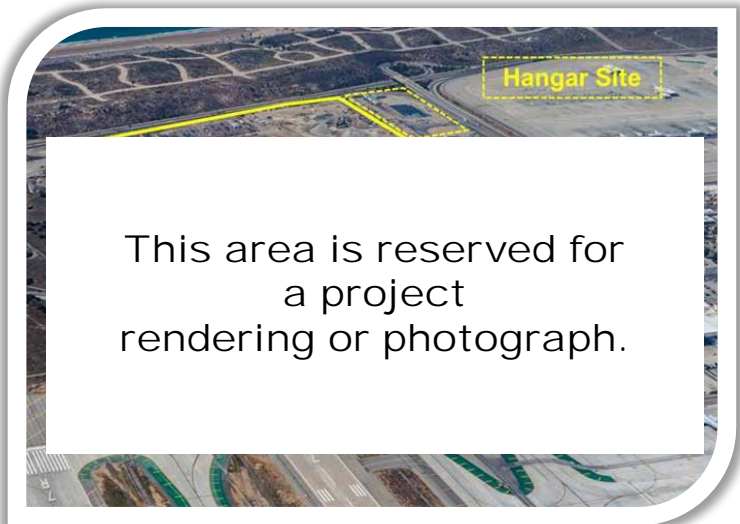 Hangar Site
This area is reserved for
a project
rendering or photograph.